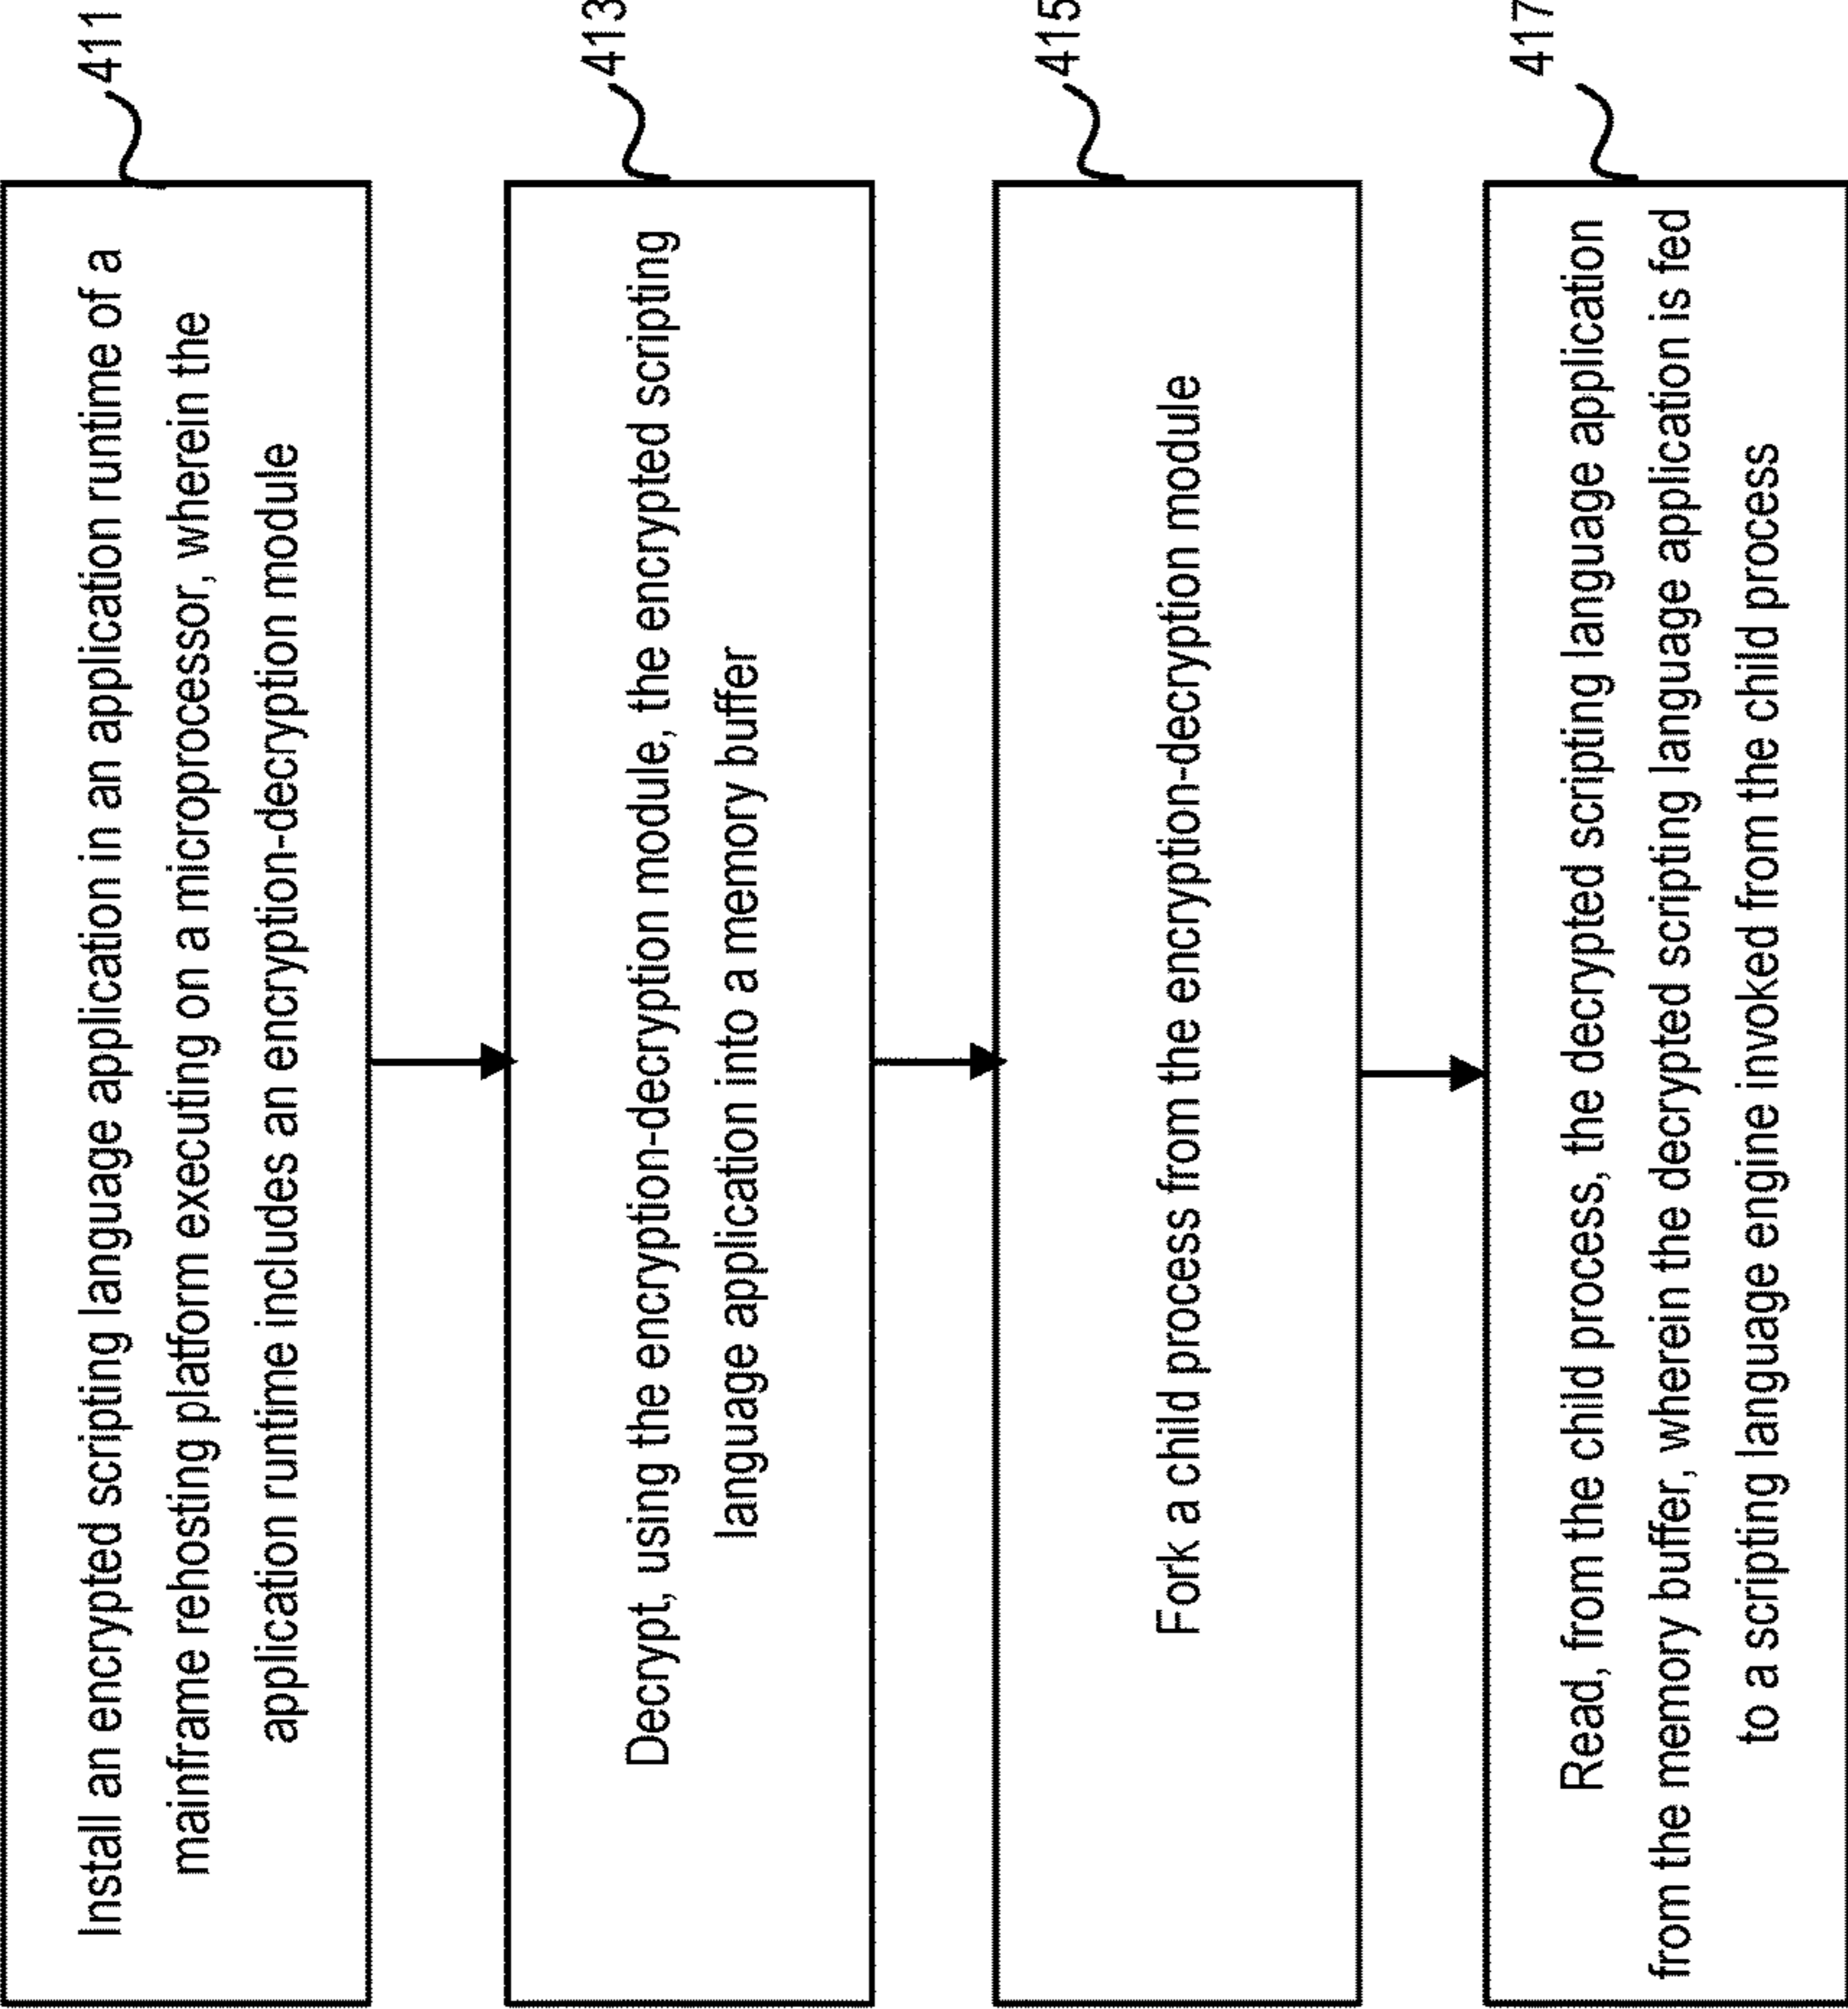 411
Install an encrypted scripting language application in an application runtime of a
mainframe rehosting platform executing on a microprocessor, wherein the
application runtime includes an encryption-decryption module
413
Decrypt, using the encryption-decryption module, the encrypted scripting
language application into a memory buffer
415
Fork a child process from the encryption-decryption module
417
Read, from the child process, the decrypted scripting language application
from the memory buffer, wherein the decrypted scripting language application is fed
to a scripting language engine invoked from the child process